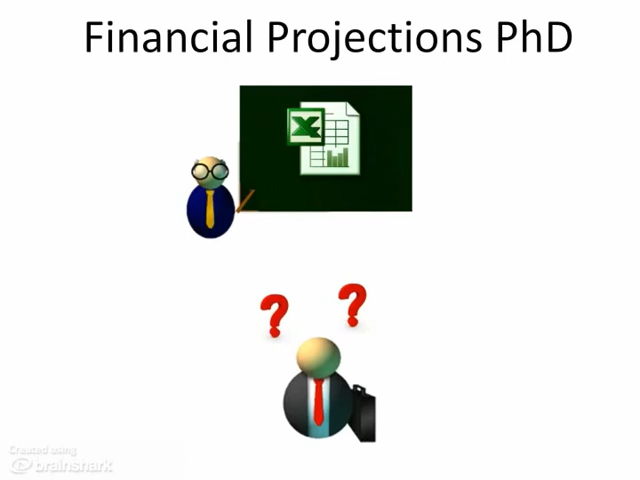 Financial Projections PhD
X
? ?
Created using
brainshark